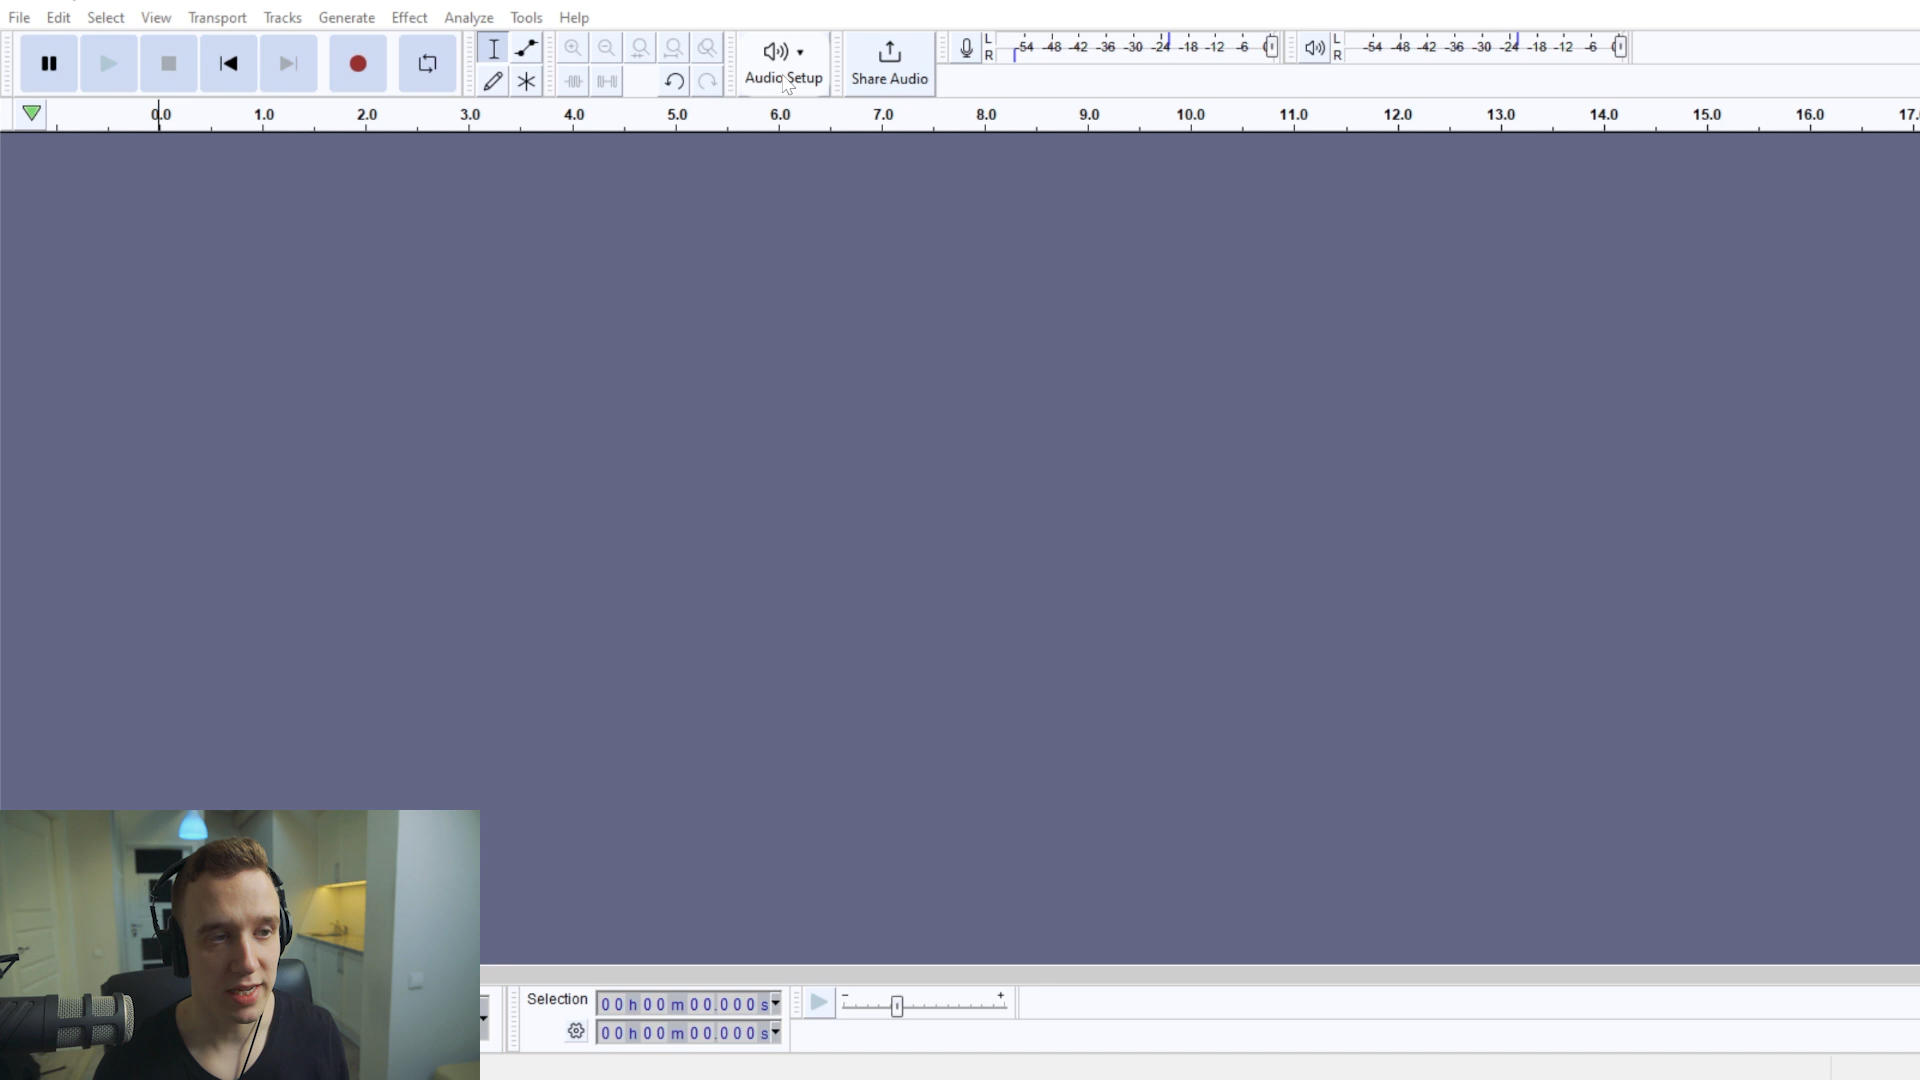 File Edit Select View Transport Tracks Generate Effect Analyze Tools Help
Audio Setup
Share Audio
L
R
-54 -48 -42 -36 -30 -24 -18 -12 -6 0
L
R
-54 -48 -42 -36 -30 -24 -18 -12 -6 0
0.0 1.0 2.0 3.0 4.0 5.0 6.0 7.0 8.0 9.0 10.0 11.0 12.0 13.0 14.0 15.0 16.0 17.
Selection
00h00m00.000s
00h00m00.000s
- +